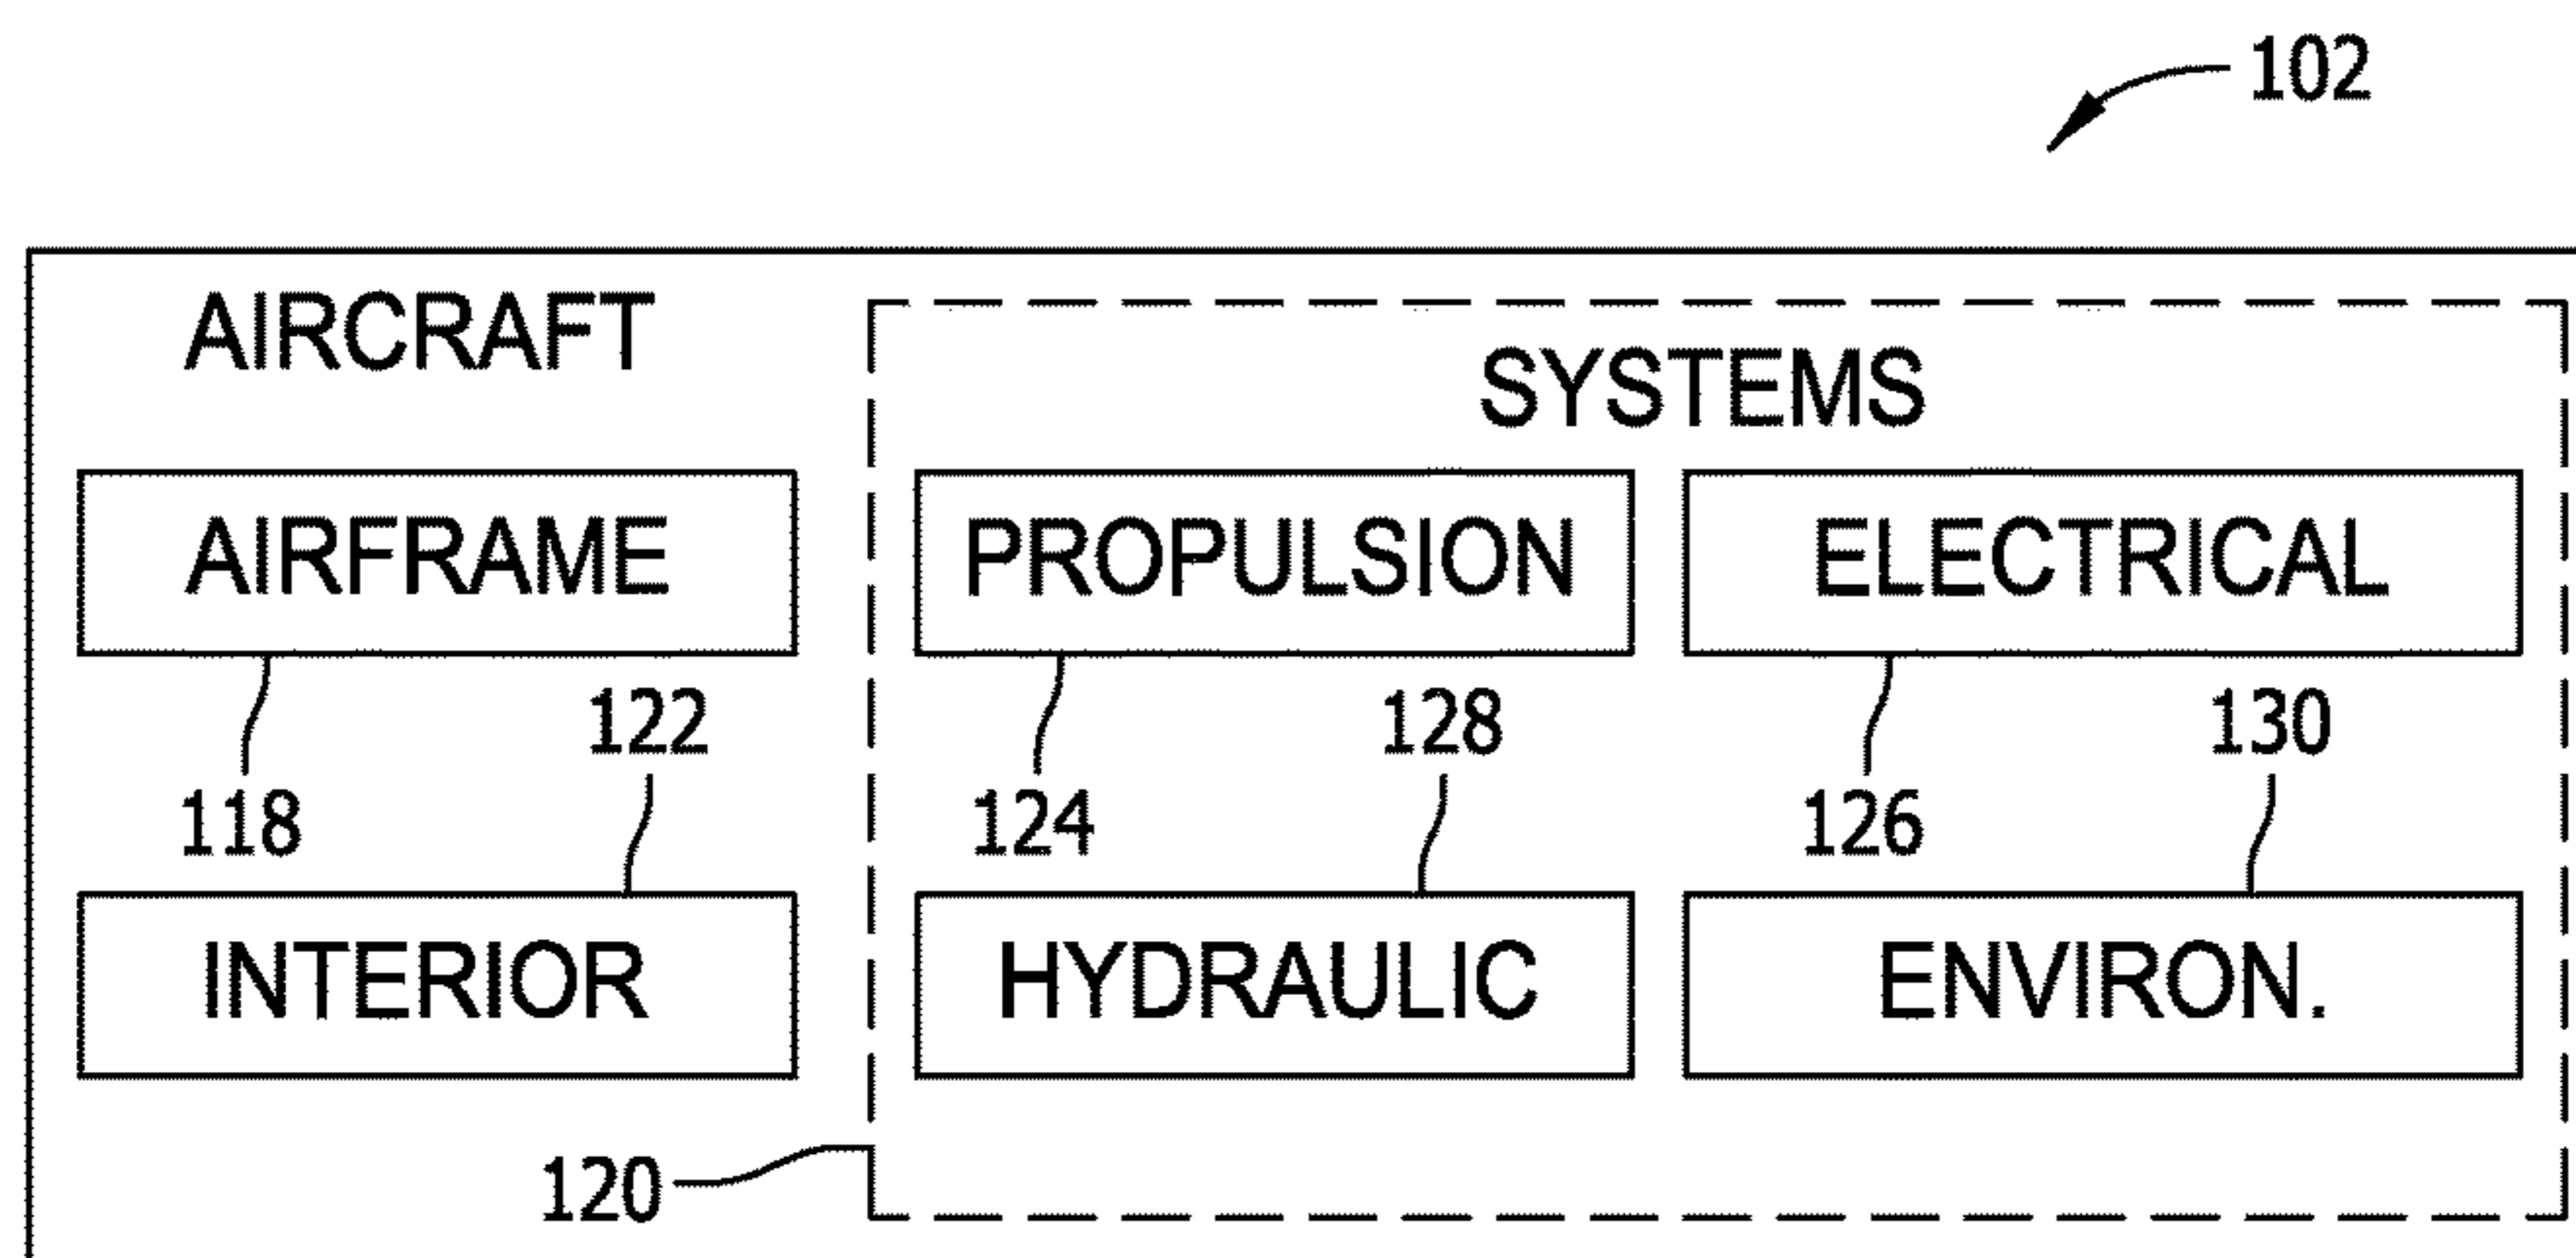 102
AIRCRAFT
SYSTEMS
AIRFRAME
PROPULSION
ELECTRICAL
122
128
130
118
124
126
INTERIOR
HYDRAULIC
ENVIRON.
120